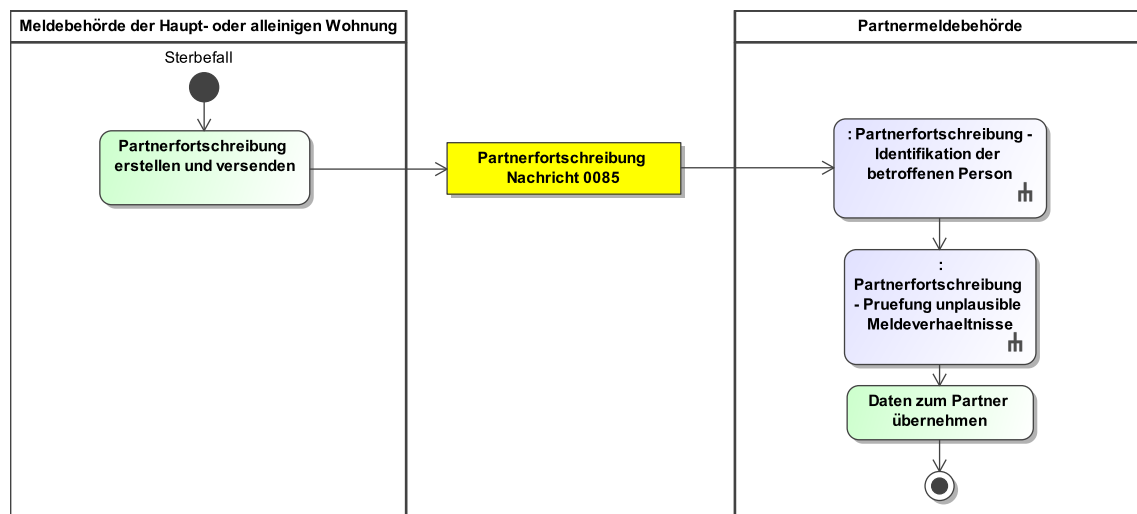 Meldebehörde der Haupt- oder alleinigen Wohnung
Sterbefall
Partnerfortschreibung
erstellen und versenden
Partnerfortschreibung
Nachricht 0085
Partnermeldebehörde
: Partnerfortschreibung -
Identifikation der
betroffenen Person
:
Partnerfortschreibung
- Pruefung unplausible
Meldeverhaeltnisse
Daten zum Partner
übernehmen